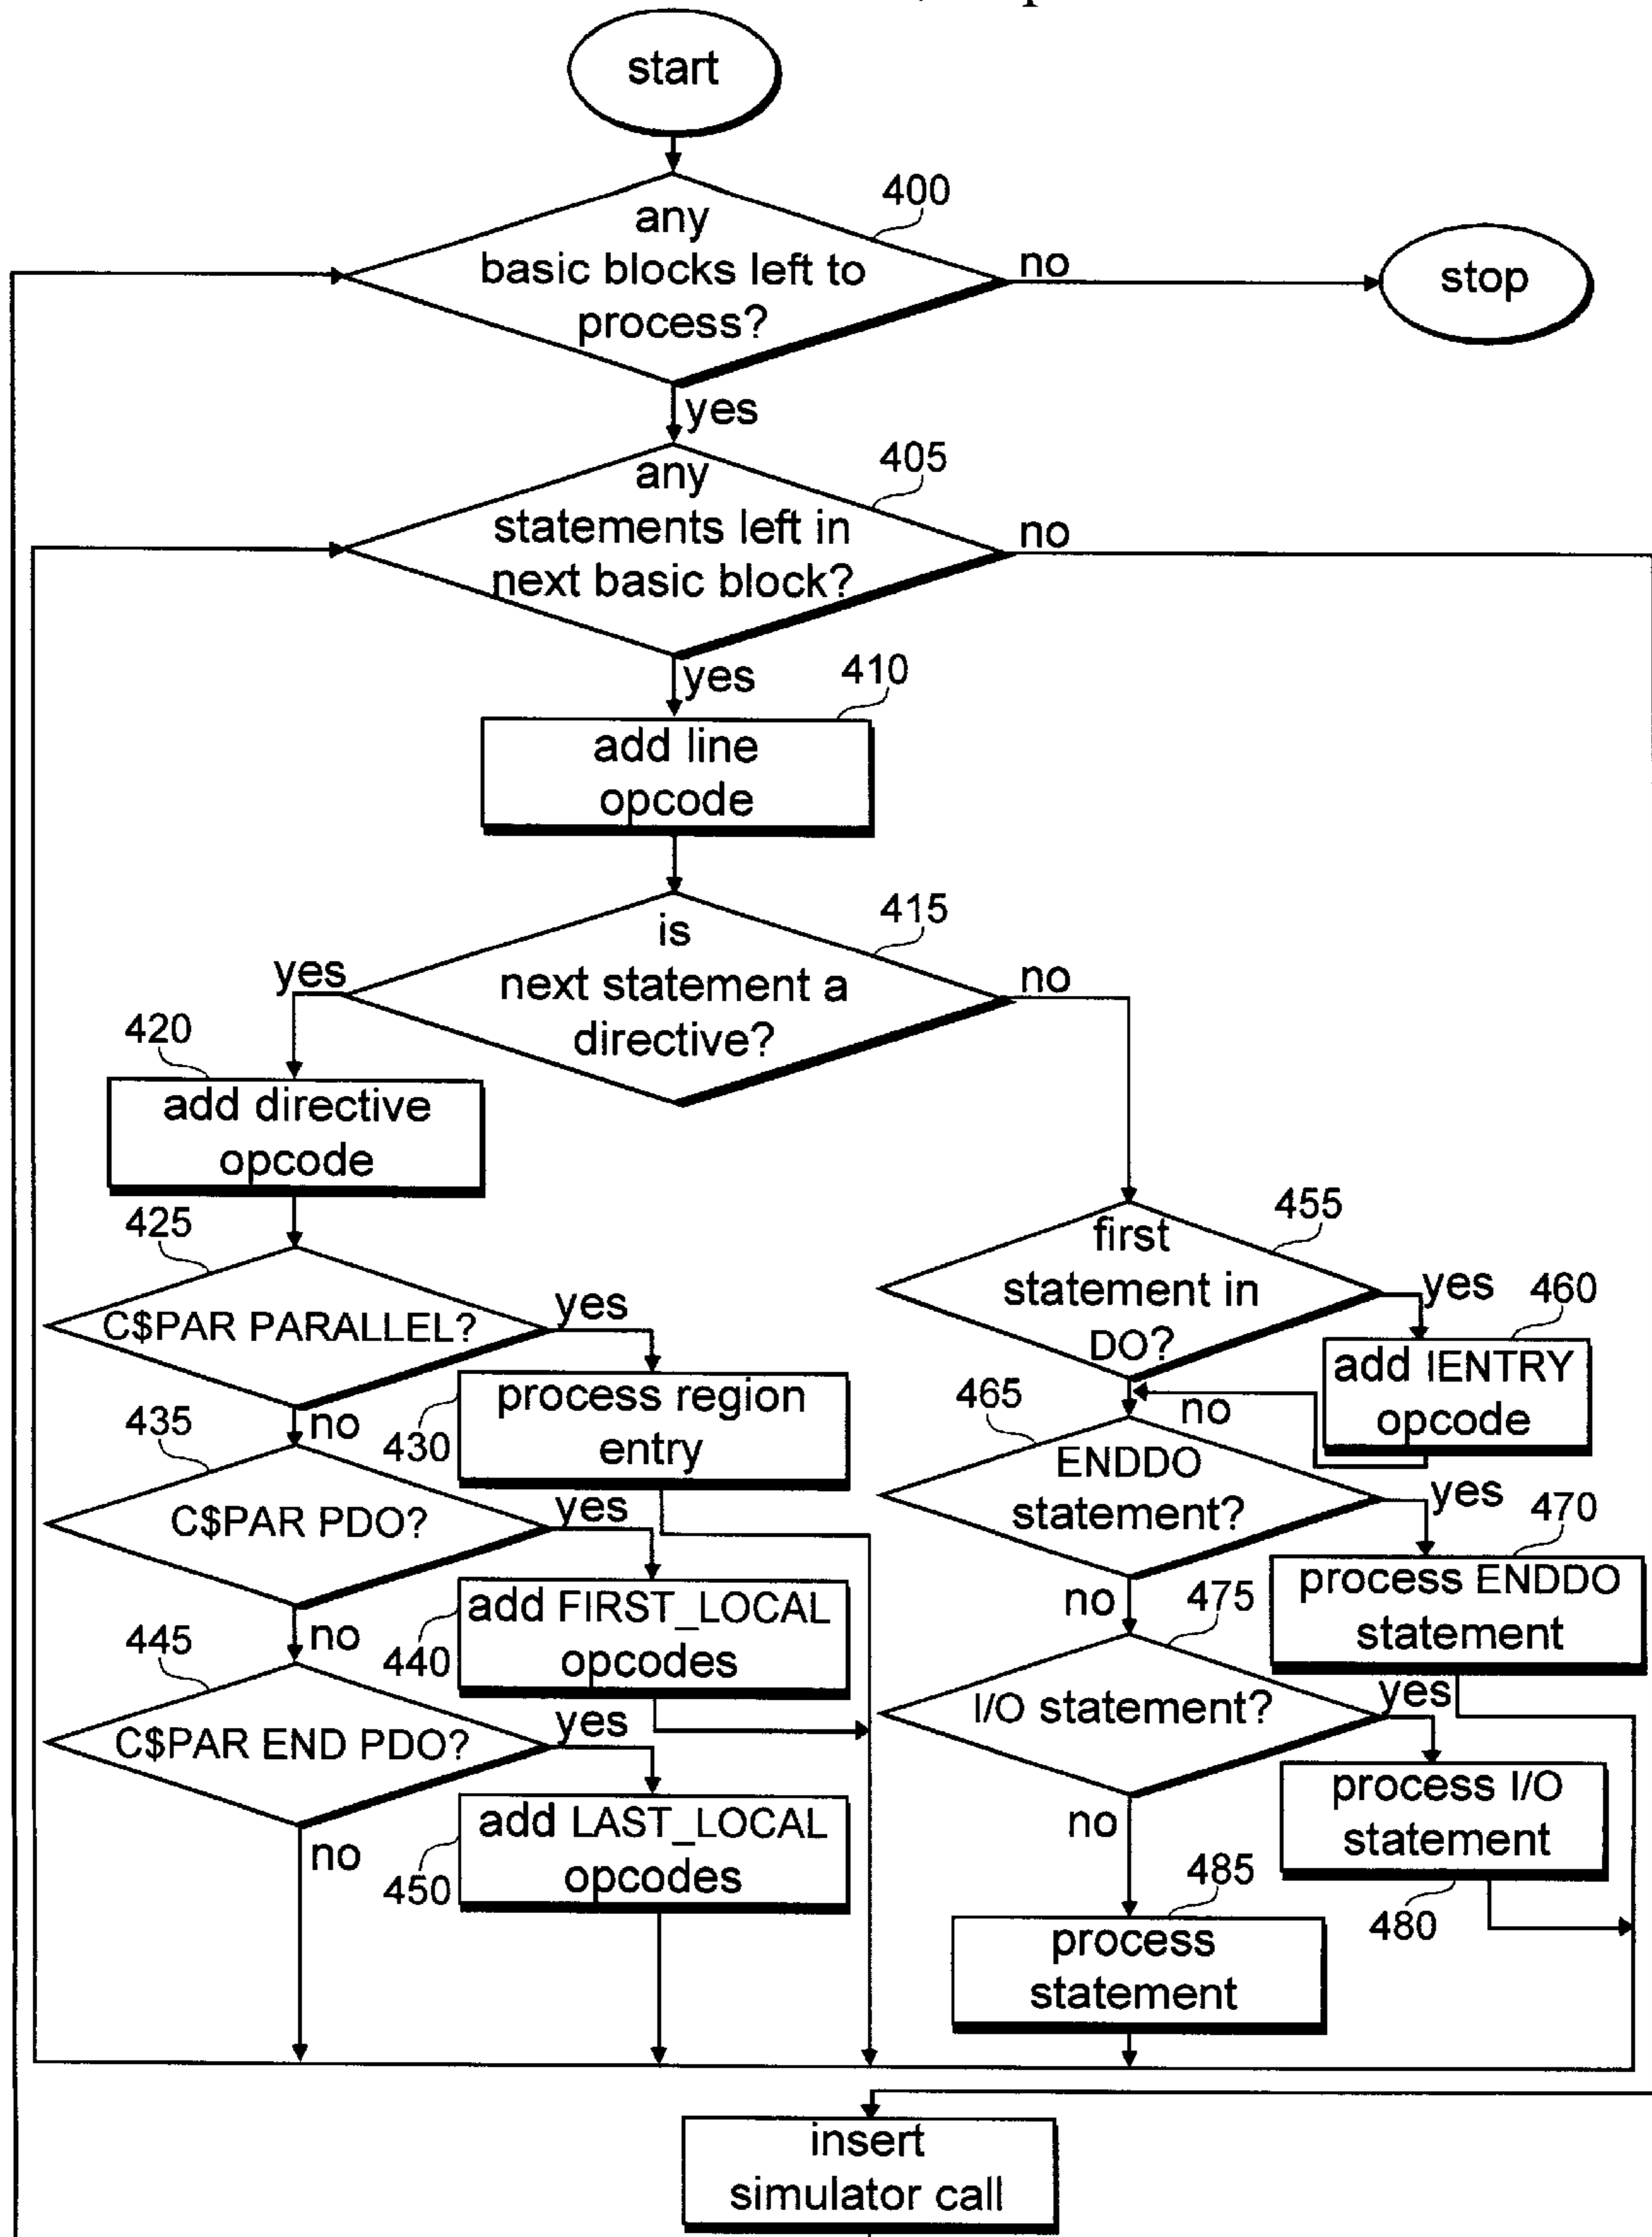 start
400
any
basic blocks left to
process?
no
stop
yes
405
any
statements left in
next basic block?
no
yes
410
add line
opcode
415
is
next statement a
directive?
yes
no
420
add directive
opcode
425
C$PAR PARALLEL?
yes
430
process region
entry
no
435
C$PAR PDO?
yes
440
add FIRST_LOCAL
opcodes
no
445
C$PAR END PDO?
yes
450
add LAST_LOCAL
opcodes
no
455
first
statement in
DO?
yes
460
add IENTRY
opcode
no
465
ENDDO
statement?
yes
470
process ENDDO
statement
no
475
I/O statement?
yes
process I/O
statement
480
no
485
process
statement
insert
simulator call